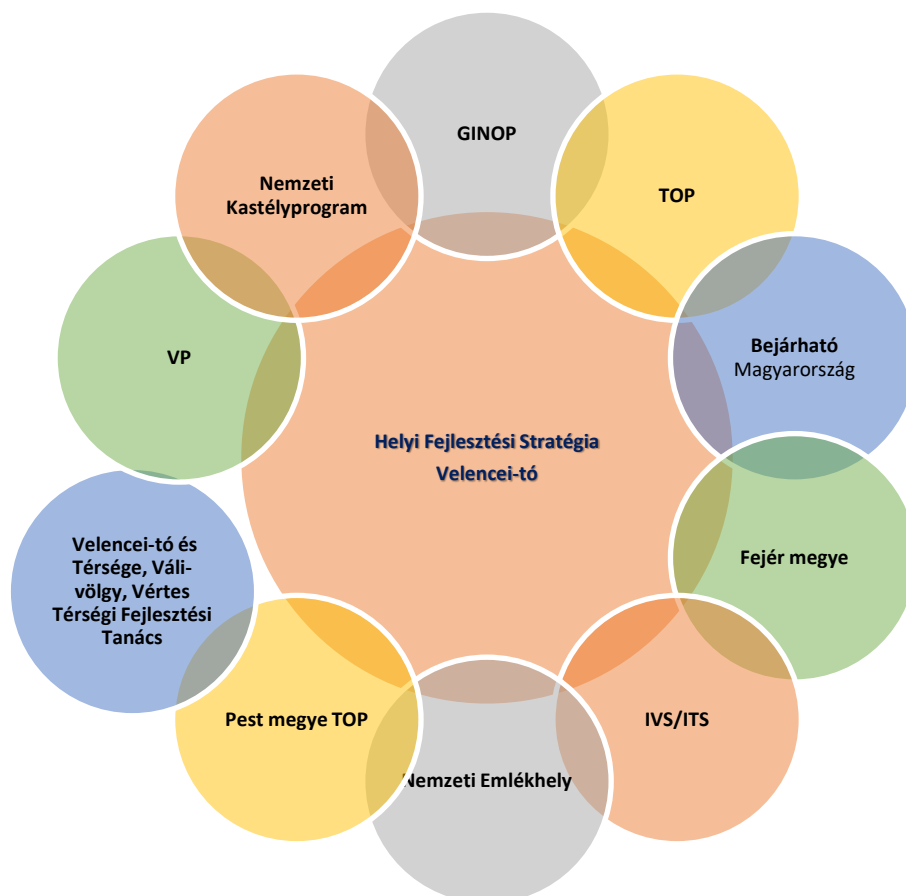 GINOP
TOP
Bejárható
Magyarország
Fejér megye
IVS/ITS
Nemzeti Emlékhely
Pest megye TOP
Velencei-tó és
Térsége, Váli-
völgy, Vértes
Térségi Fejlesztési
Tanács
VP
Nemzeti
Kastélyprogram
Helyi Fejlesztési Stratégia
Velencei-tó